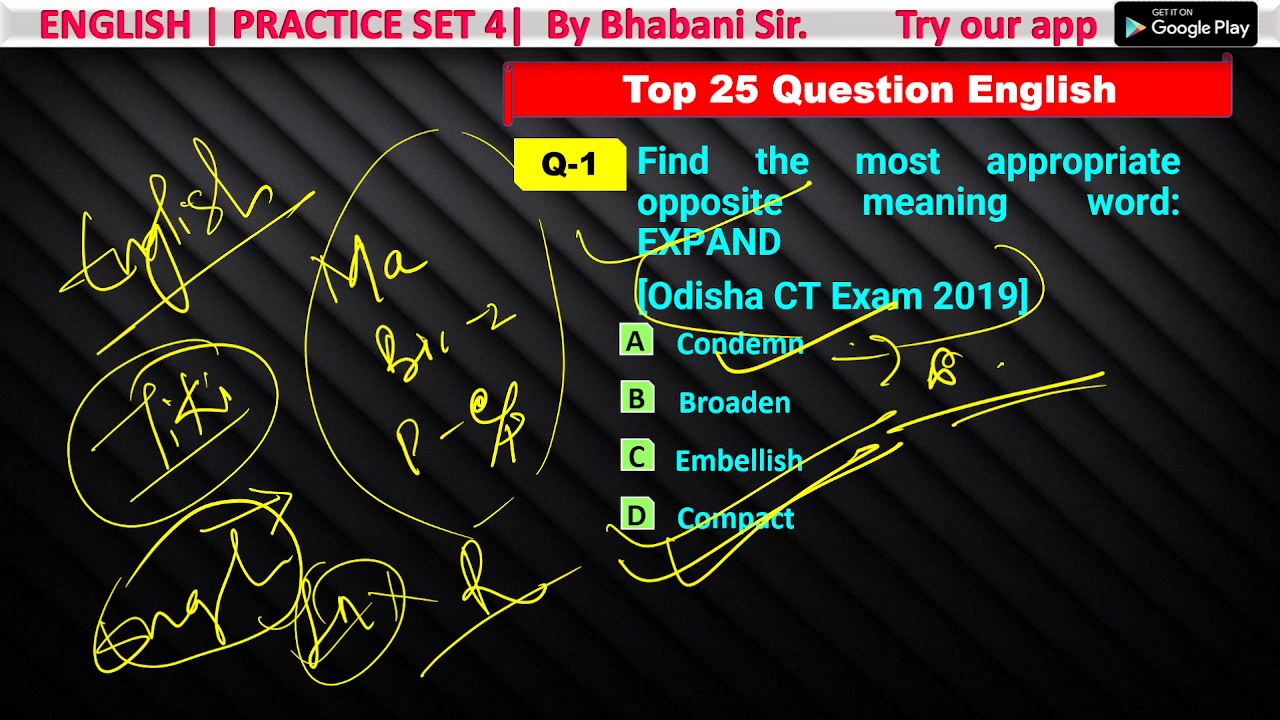 ENGLISH | PRACTICE SET 4| By Bhabani Sir. Try our app
GET IT ON
Google Play
Top 25 Question English
Q-1 Find the most appropriate
opposite meaning word:
EXPAND
[Odisha CT Exam 2019]
A Condemn
B Broaden
C Embellish
D Compact
English
Ma